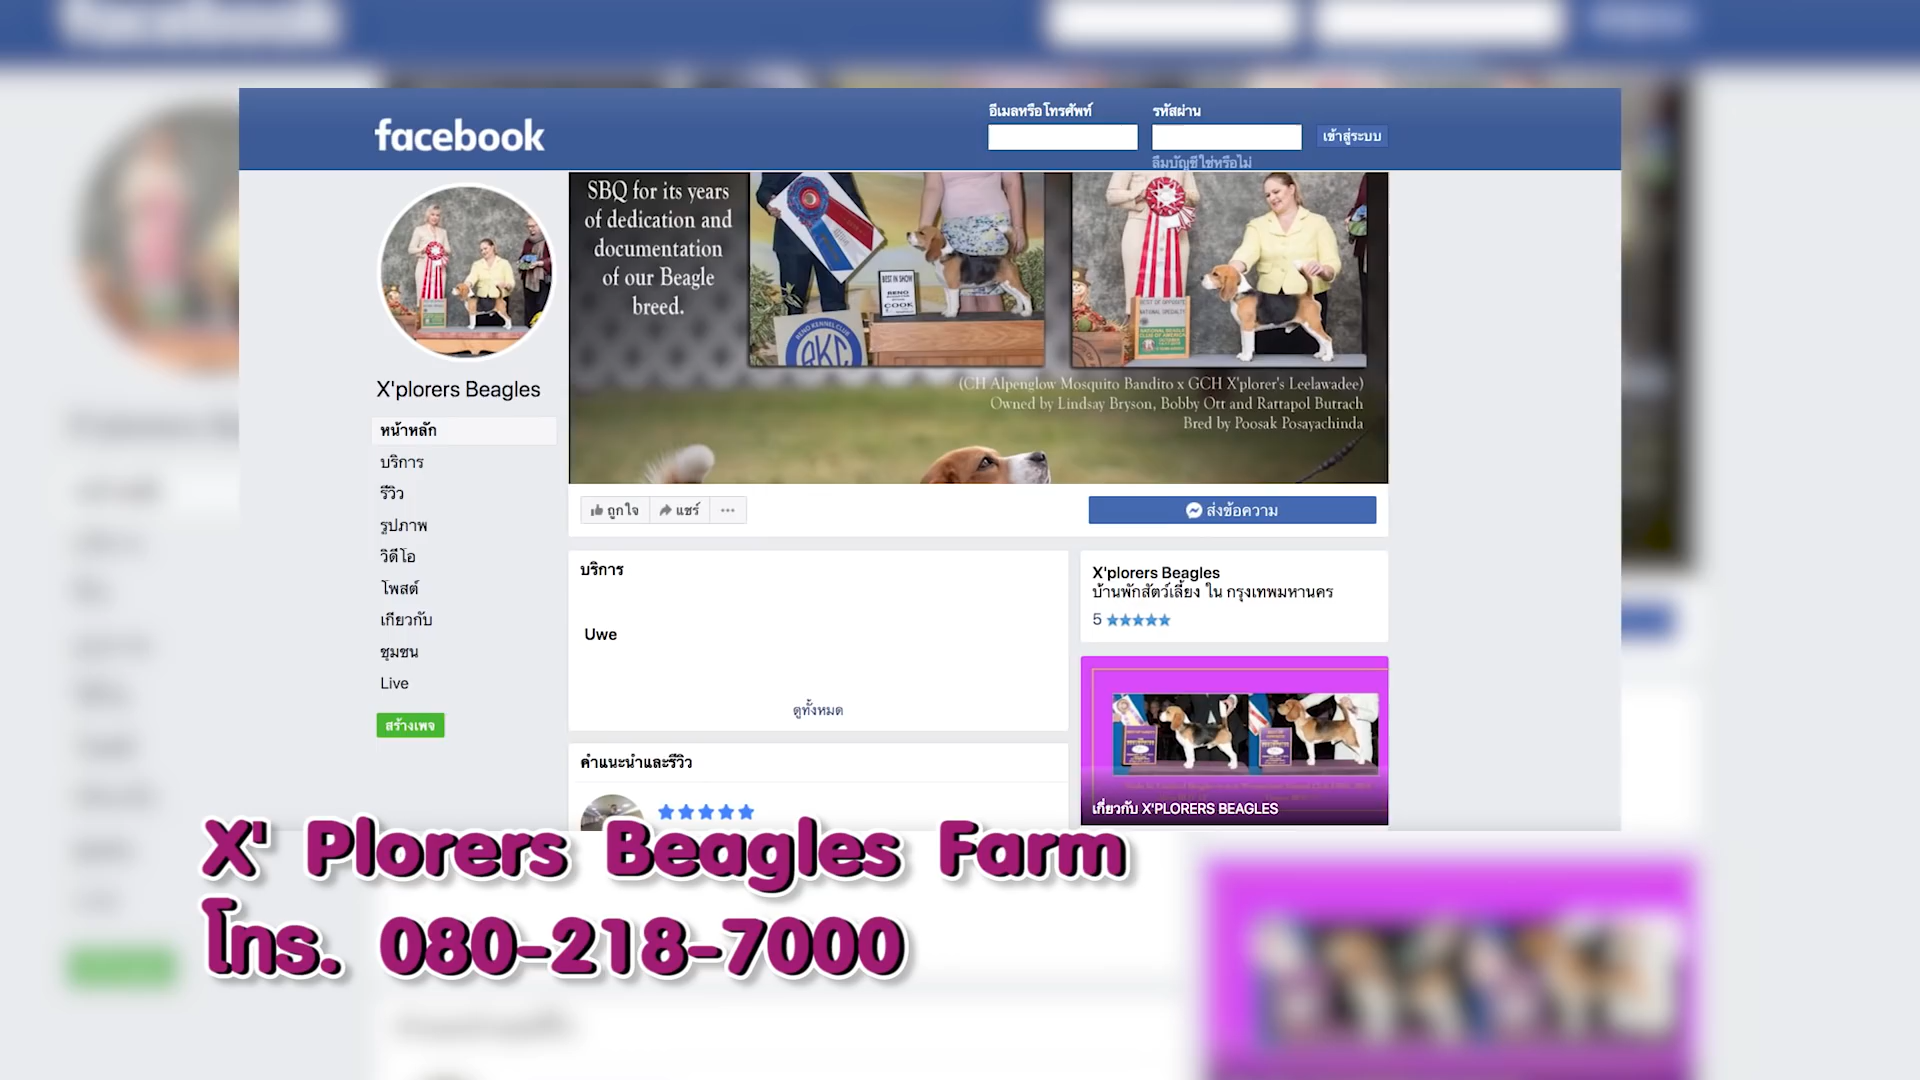 facebook
อีเมลหรือโทรศัพท์
รหัสผ่าน
เข้าสู่ระบบ
ลืมบัญชีใช่หรือไม่
SBQ for its years
of dedication and
documentation
of our Beagle
breed.
BEST IN SHOW
RENO
COOK
RKC
(CH Alpenglow Mosquito Bandito x GCH X'plorer's Leelawadee)
Owned by Lindsay Bryson, Bobby Ott and Rattapol Butrach
Bred by Poosak Posayachinda
X'plorers Beagles
หน้าหลัก
บริการ
รีวิว
รูปภาพ
วิดีโอ
โพสต์
เกี่ยวกับ
ชุมชน
Live
สร้างเพจ
ถูกใจ
แชร์
ส่งข้อความ
บริการ
Uwe
ดูทั้งหมด
คำแนะนำและรีวิว
X'plorers Beagles
บ้านพักสัตว์เลี้ยง ใน กรุงเทพมหานคร
5
เกี่ยวกับ X'PLORERS BEAGLES
X' Plorers Beagles Farm
โทร. 080-218-7000